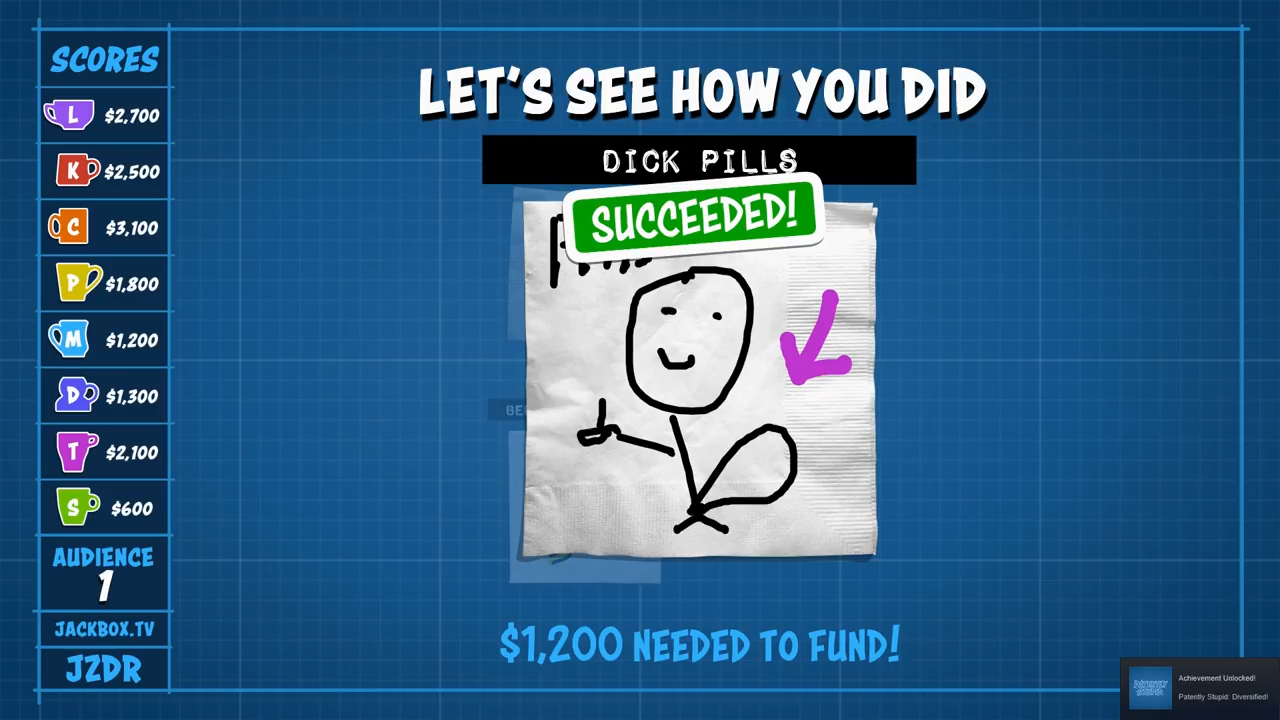 SCORES
L $2,700
K $2,500
C $3,100
P $1,800
M $1,200
D $1,300
T $2,100
S $600
AUDIENCE
1
JACKBOX.TV
JZDR
LET'S SEE HOW YOU DID
DICK PILLS
SUCCEEDED!
$1,200 NEEDED TO FUND!
Achievement Unlocked!
Patently Stupid: Diversified!
PATENTLY
STUPID